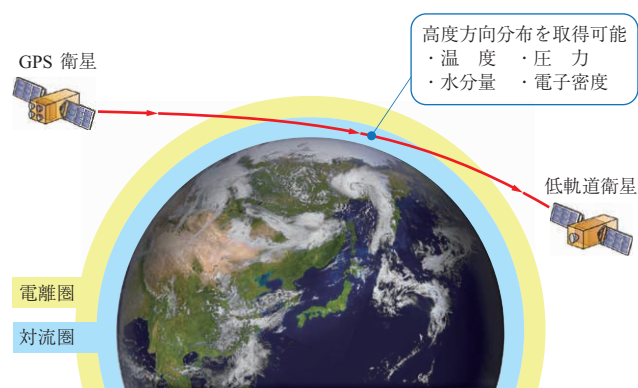 高度方向分布を取得可能
・温　度　・圧　力
・水分量　・電子密度
GPS 衛星
低軌道衛星
電離圏
対流圏